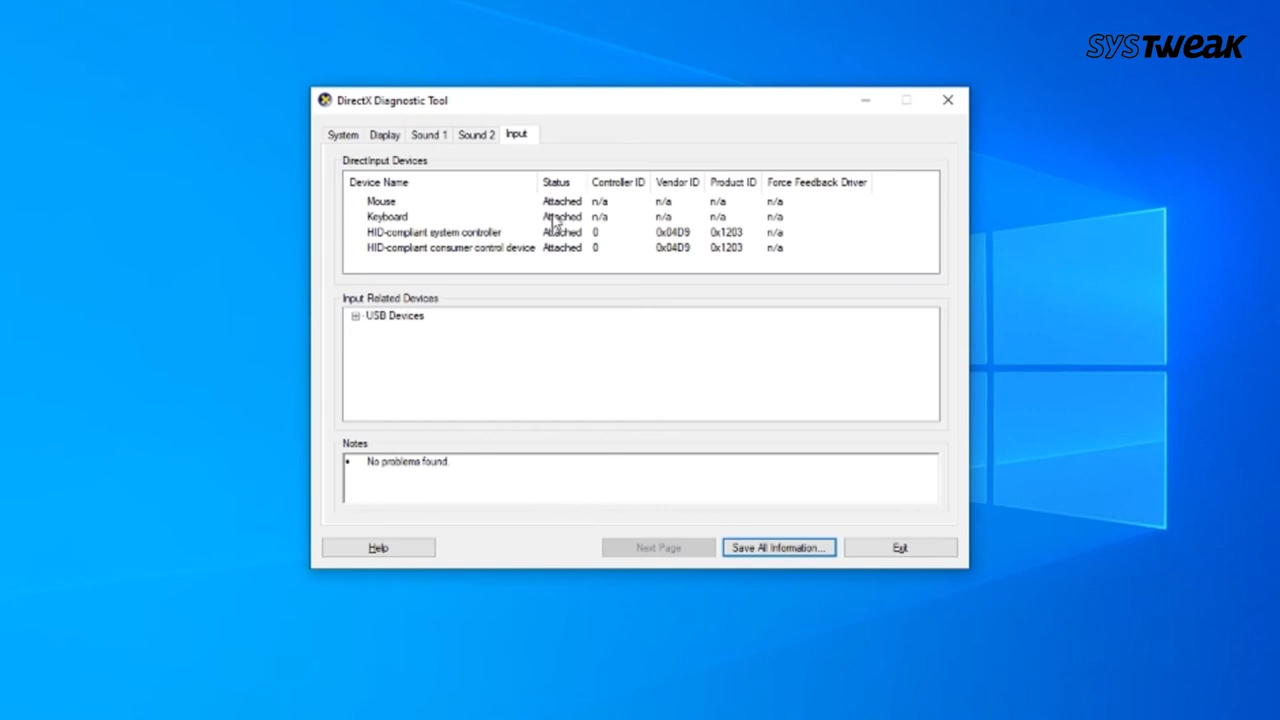 SYSTWEAK
DirectX Diagnostic Tool
System Display Sound 1 Sound 2 Input
DirectInput Devices
Device Name Status Controller ID Vendor ID Product ID Force Feedback Driver
Mouse Attached n/a n/a n/a n/a
Keyboard Attached n/a n/a n/a n/a
HID-compliant system controller Attached 0 0x04D9 0x1203 n/a
HID-compliant consumer control device Attached 0 0x04D9 0x1203 n/a
Input Related Devices
USB Devices
Notes
• No problems found.
Help Next Page Save All Information... Exit